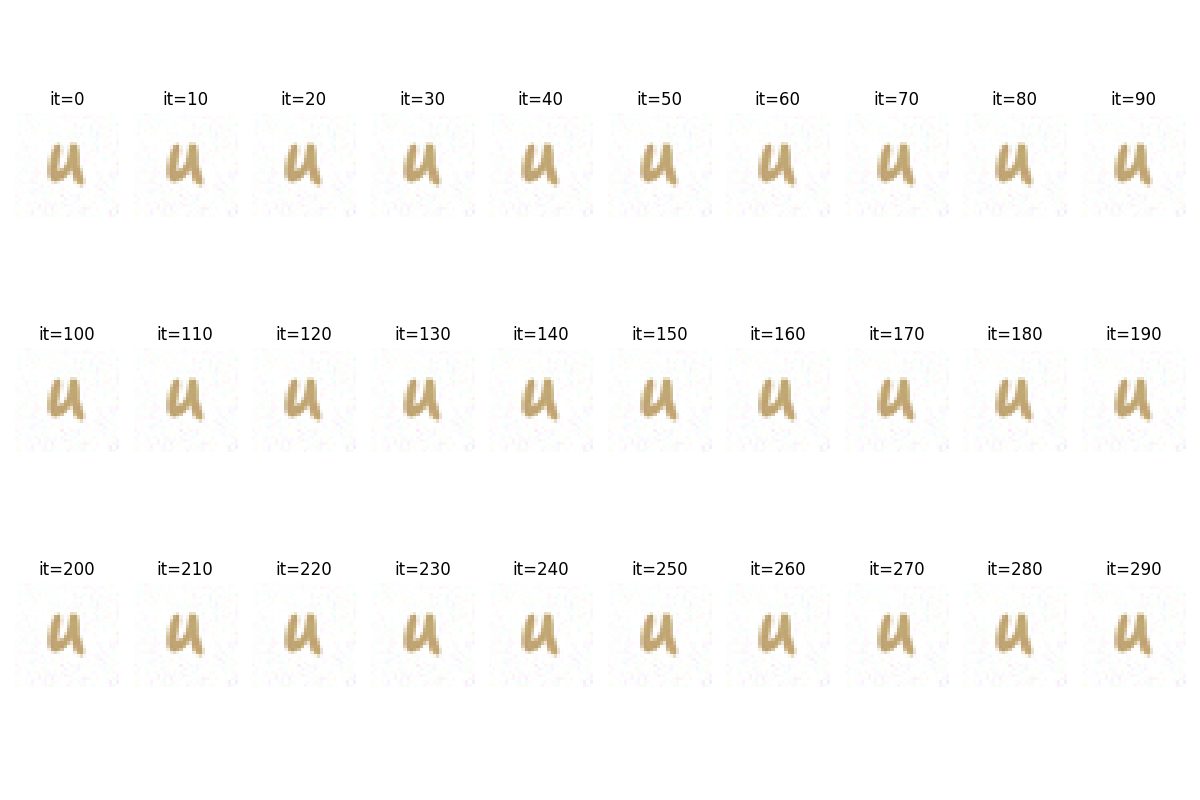 it=0 it=10 it=20 it=30 it=40 it=50 it=60 it=70 it=80 it=90
u u u u u u u u u u
it=100 it=110 it=120 it=130 it=140 it=150 it=160 it=170 it=180 it=190
u u u u u u u u u u
it=200 it=210 it=220 it=230 it=240 it=250 it=260 it=270 it=280 it=290
u u u u u u u u u u